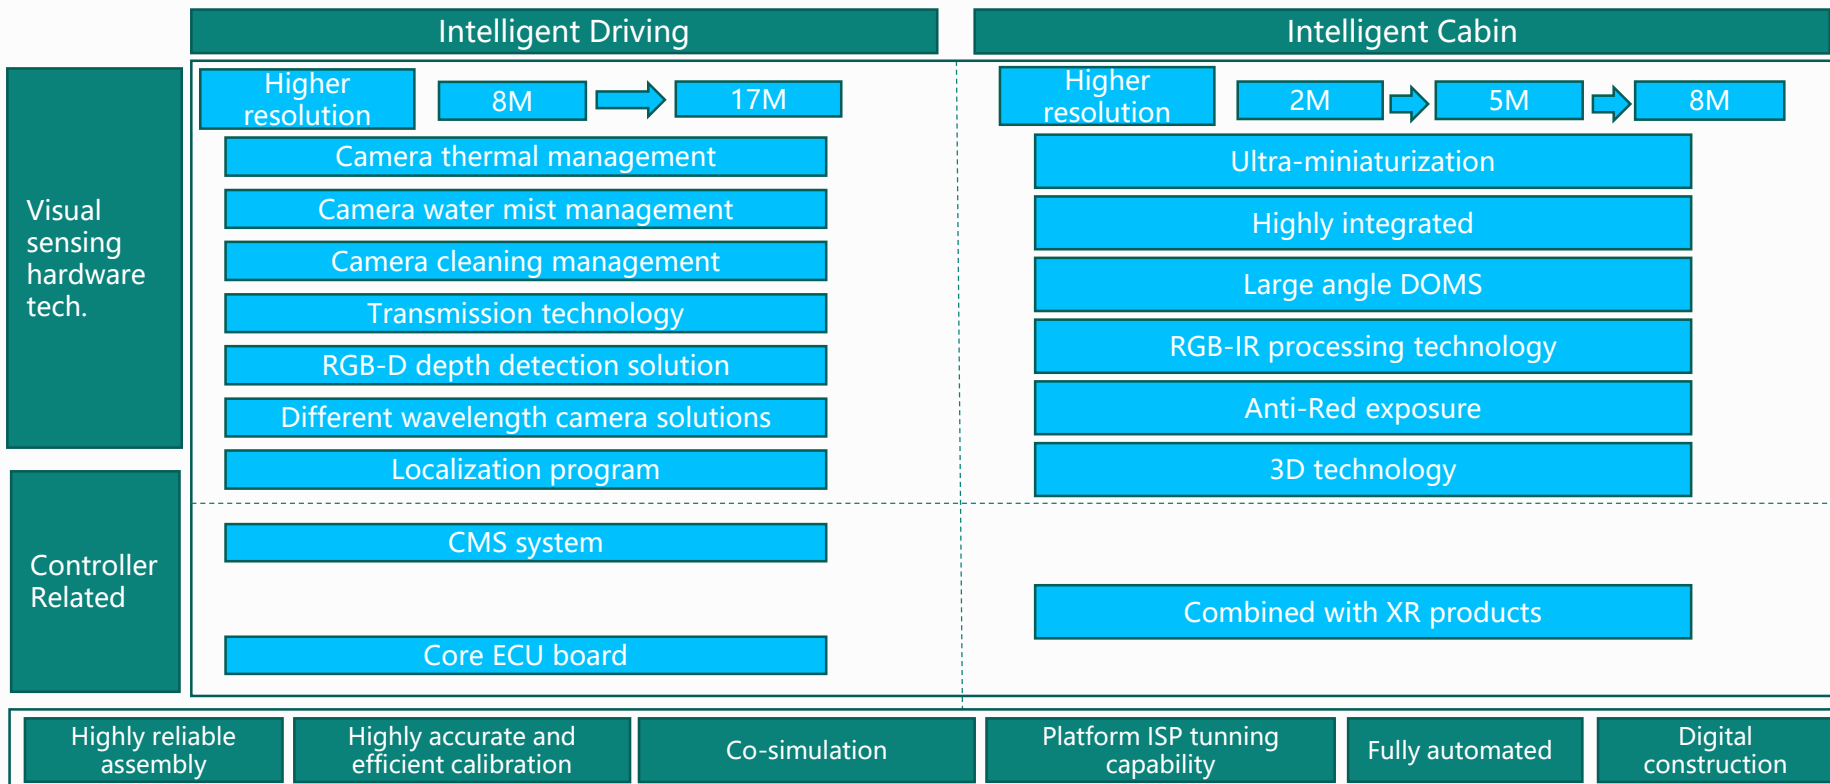 Intelligent Driving
Intelligent Cabin
Visual
sensing
hardware
tech.
Higher
resolution
8M
17M
Camera thermal management
Camera water mist management
Camera cleaning management
Transmission technology
RGB-D depth detection solution
Different wavelength camera solutions
Localization program
Higher
resolution
2M
5M
8M
Ultra-miniaturization
Highly integrated
Large angle DOMS
RGB-IR processing technology
Anti-Red exposure
3D technology
Controller
Related
CMS system
Core ECU board
Combined with XR products
Highly reliable
assembly
Highly accurate and
efficient calibration
Co-simulation
Platform ISP tunning
capability
Fully automated
Digital
construction